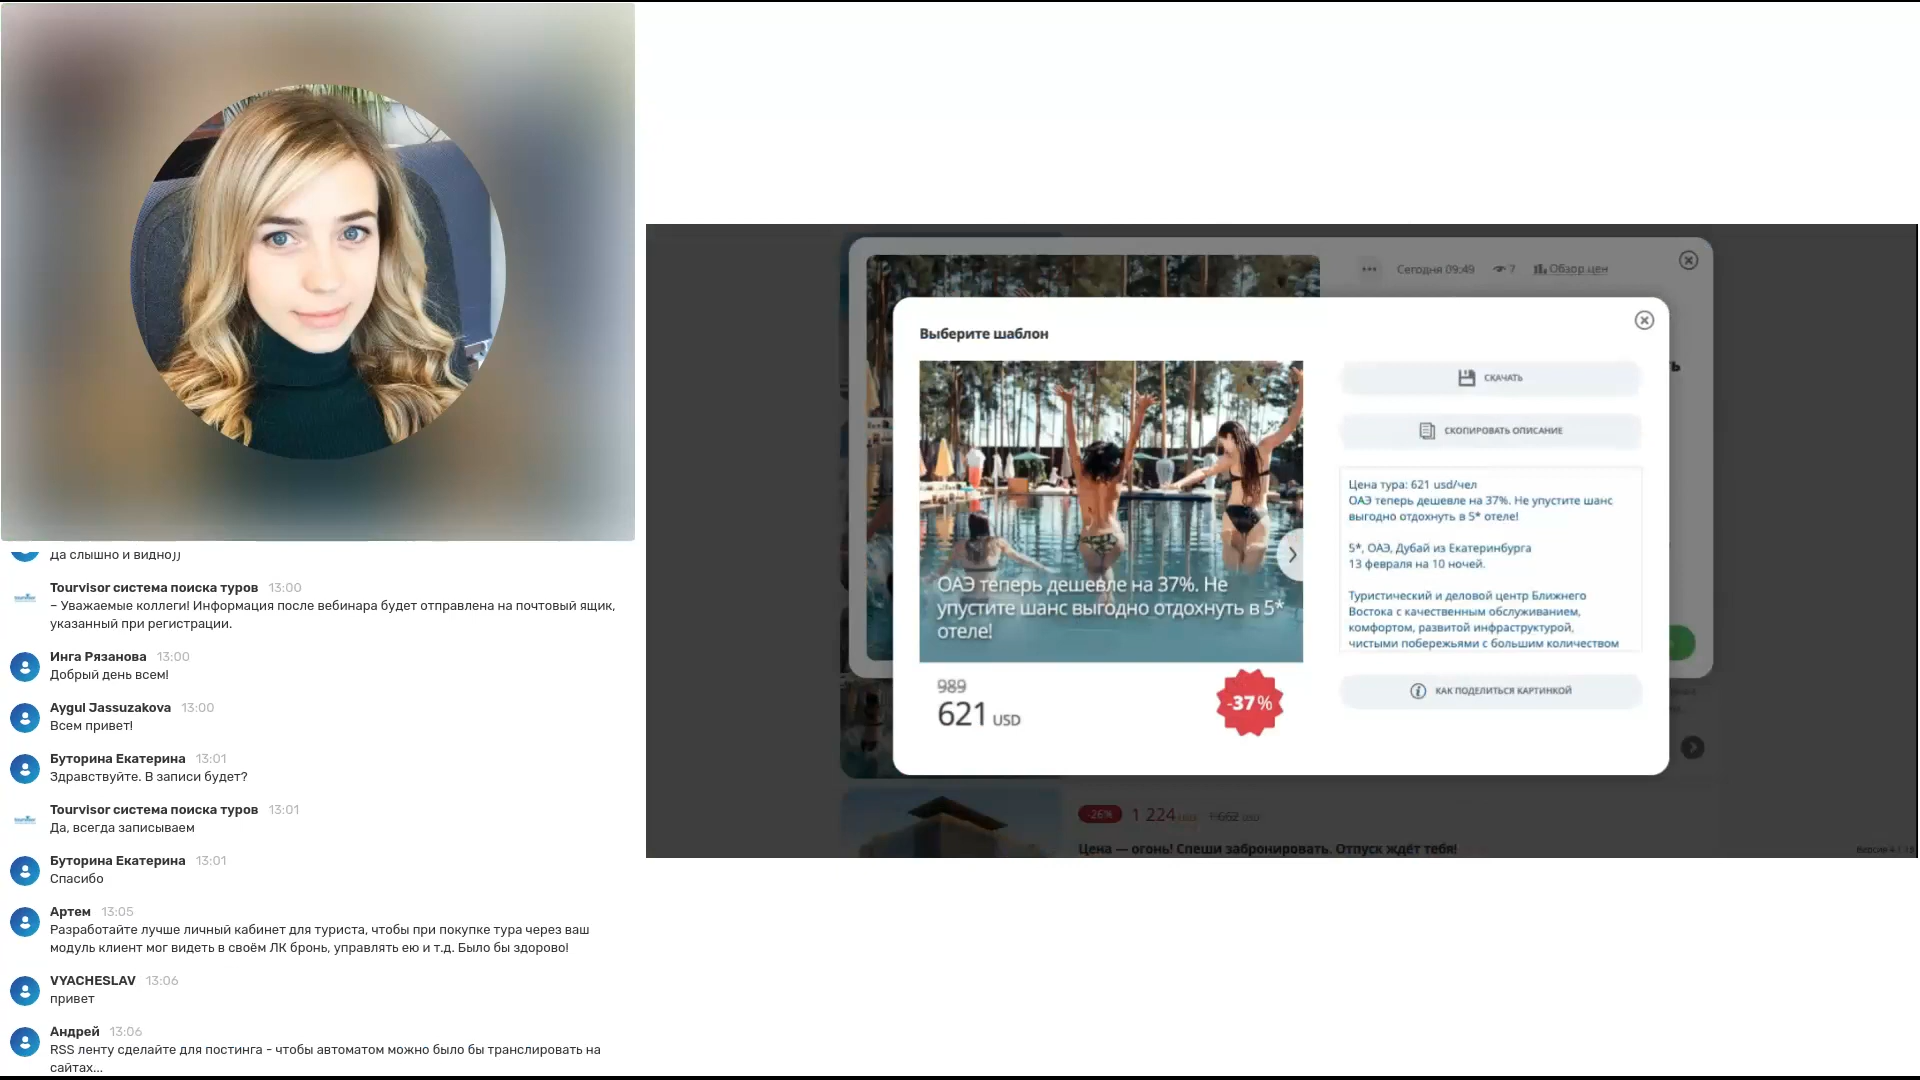 Да слышно и видно))
Tourvisor система поиска туров 13:00
– Уважаемые коллеги! Информация после вебинара будет отправлена на почтовый ящик,
указанный при регистрации.
Инга Рязанова 13:00
Добрый день всем!
Aygul Jassuzakova 13:00
Всем привет!
Буторина Екатерина 13:01
Здравствуйте. В записи будет?
Tourvisor система поиска туров 13:01
Да, всегда записываем
Буторина Екатерина 13:01
Спасибо
Артем 13:05
Разработайте лучше личный кабинет для туриста, чтобы при покупке тура через ваш
модуль клиент мог видеть в своём ЛК бронь, управлять ею и т.д. Было бы здорово!
VYACHESLAV 13:06
привет
Андрей 13:06
RSS ленту сделайте для постинга - чтобы автоматом можно было бы транслировать на
сайтах...
Сегодня 09:49 7 Обзор цен
Выберите шаблон
ОАЭ теперь дешевле на 37%. Не
упустите шанс выгодно отдохнуть в 5*
отеле!
989
621 USD
-37%
СКАЧАТЬ
СКОПИРОВАТЬ ОПИСАНИЕ
Цена тура: 621 usd/чел
ОАЭ теперь дешевле на 37%. Не упустите шанс
выгодно отдохнуть в 5* отеле!
5*, ОАЭ, Дубай из Екатеринбурга
13 февраля на 10 ночей.
Туристический и деловой центр Ближнего
Востока с качественным обслуживанием,
комфортом, развитой инфраструктурой,
чистыми побережьями с большим количеством
КАК ПОДЕЛИТЬСЯ КАРТИНКОЙ
-26% 1 224 USD 1 662 USD
Цена — огонь! Спеши забронировать. Отпуск ждёт тебя!